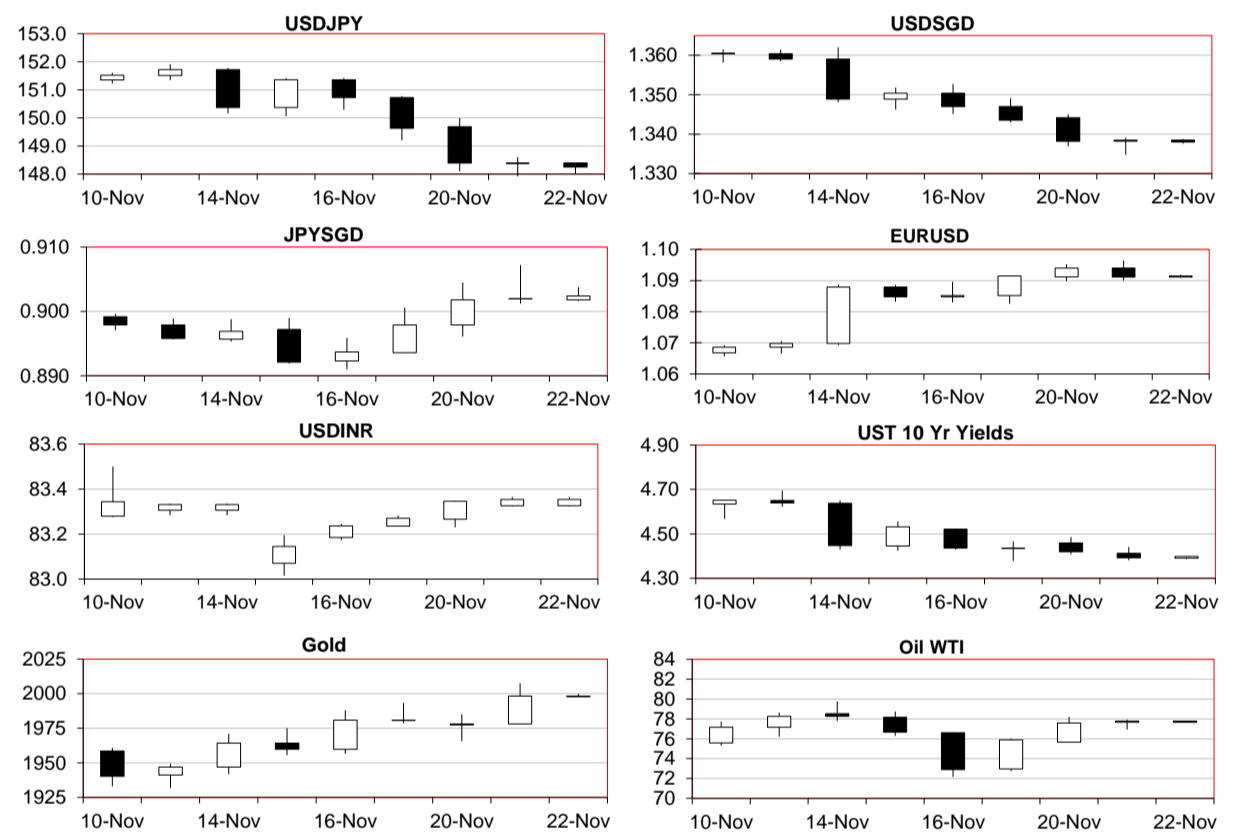 USDJPY
153.0
152.0
151.0
150.0
149.0
148.0
10-Nov 14-Nov 16-Nov 20-Nov 22-Nov
USDSGD
1.360
1.350
1.340
1.330
10-Nov 14-Nov 16-Nov 20-Nov 22-Nov
JPYSGD
0.910
0.900
0.890
10-Nov 14-Nov 16-Nov 20-Nov 22-Nov
EURUSD
1.10
1.09
1.08
1.07
1.06
10-Nov 14-Nov 16-Nov 20-Nov 22-Nov
USDINR
83.6
83.4
83.2
83.0
10-Nov 14-Nov 16-Nov 20-Nov 22-Nov
UST 10 Yr Yields
4.90
4.70
4.50
4.30
10-Nov 14-Nov 16-Nov 20-Nov 22-Nov
Gold
2025
2000
1975
1950
1925
10-Nov 14-Nov 16-Nov 20-Nov 22-Nov
Oil WTI
84
82
80
78
76
74
72
70
10-Nov 14-Nov 16-Nov 20-Nov 22-Nov